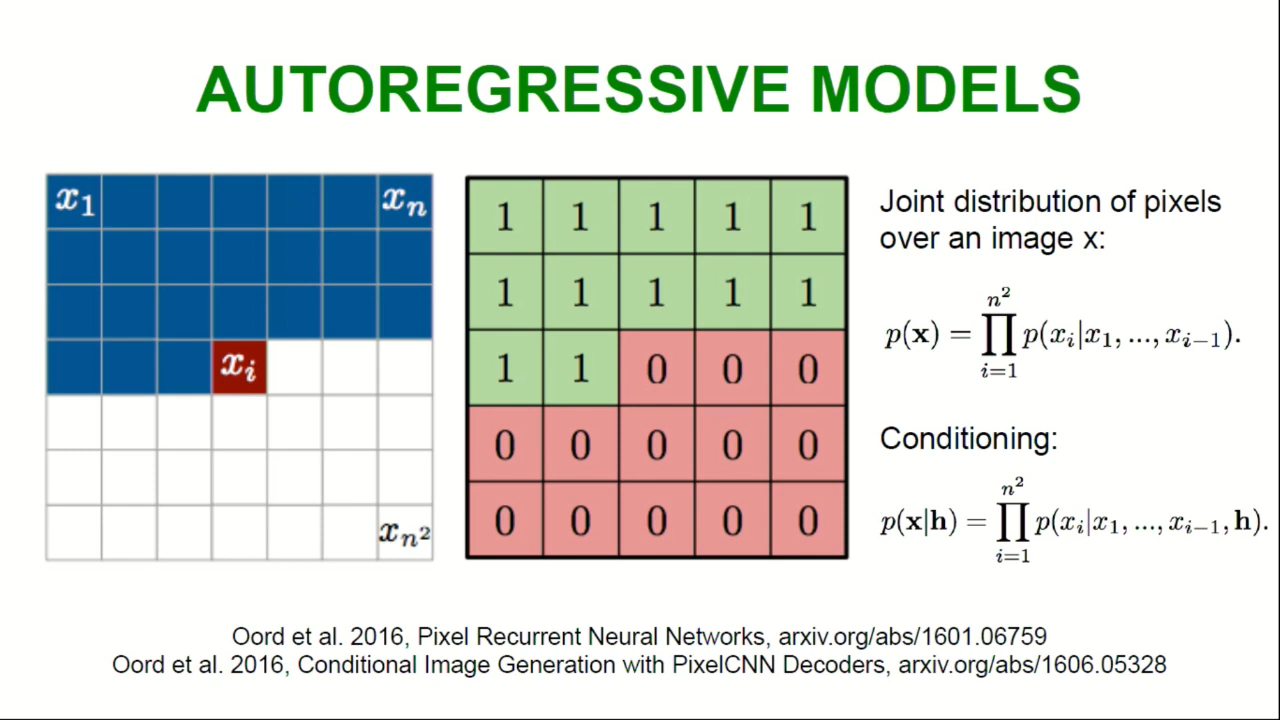 AUTOREGRESSIVE MODELS
x₁ xₙ
xᵢ
xₙ²
1 1 1 1 1
1 1 1 1 1
1 1 0 0 0
0 0 0 0 0
0 0 0 0 0
Joint distribution of pixels
over an image x:
p(𝐱) = ∏_{i=1}^{n²} p(xᵢ|x₁, ..., xᵢ₋₁).
Conditioning:
p(𝐱|𝐡) = ∏_{i=1}^{n²} p(xᵢ|x₁, ..., xᵢ₋₁, 𝐡).
Oord et al. 2016, Pixel Recurrent Neural Networks, arxiv.org/abs/1601.06759
Oord et al. 2016, Conditional Image Generation with PixelCNN Decoders, arxiv.org/abs/1606.05328